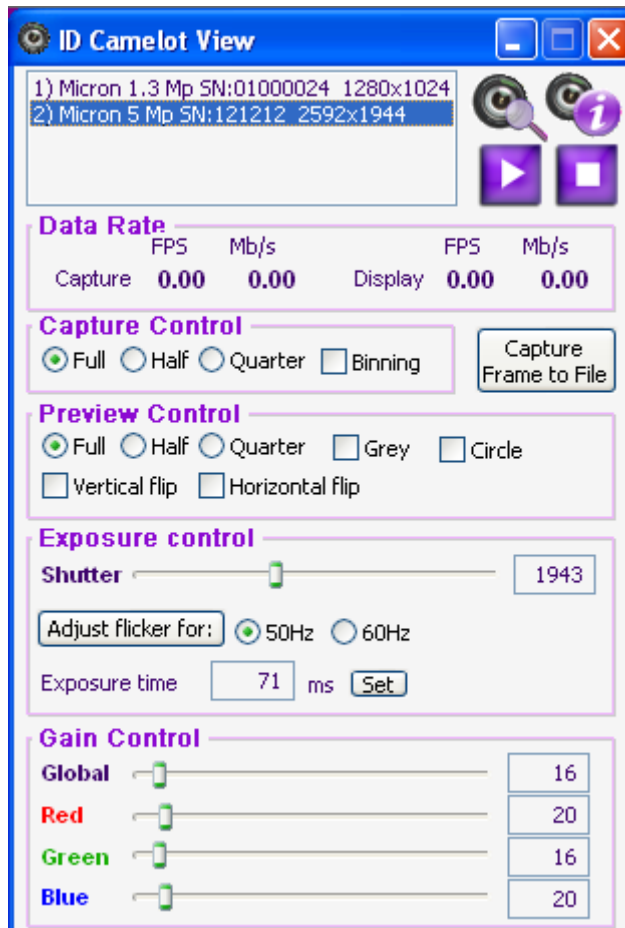 ID Camelot View
1) Micron 1.3 Mp SN:01000024 1280x1024
2) Micron 5 Mp SN:121212 2592x1944
Data Rate
FPS Mb/s FPS Mb/s
Capture 0.00 0.00 Display 0.00 0.00
Capture Control
Full Half Quarter Binning
Capture
Frame to File
Preview Control
Full Half Quarter Grey Circle
Vertical flip Horizontal flip
Exposure control
Shutter 1943
Adjust flicker for: 50Hz 60Hz
Exposure time 71 ms Set
Gain Control
Global 16
Red 20
Green 16
Blue 20